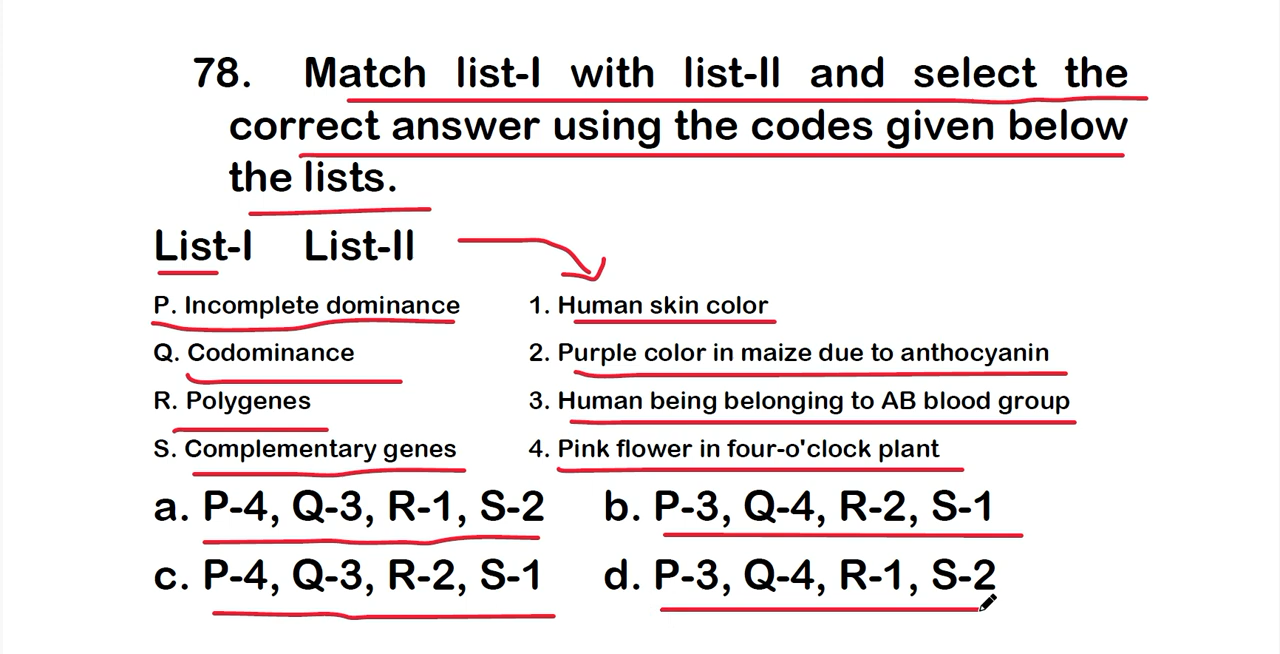 78. Match list-I with list-II and select the
correct answer using the codes given below
the lists.
List-I List-II
P. Incomplete dominance 1. Human skin color
Q. Codominance 2. Purple color in maize due to anthocyanin
R. Polygenes 3. Human being belonging to AB blood group
S. Complementary genes 4. Pink flower in four-o'clock plant
a. P-4, Q-3, R-1, S-2 b. P-3, Q-4, R-2, S-1
c. P-4, Q-3, R-2, S-1 d. P-3, Q-4, R-1, S-2